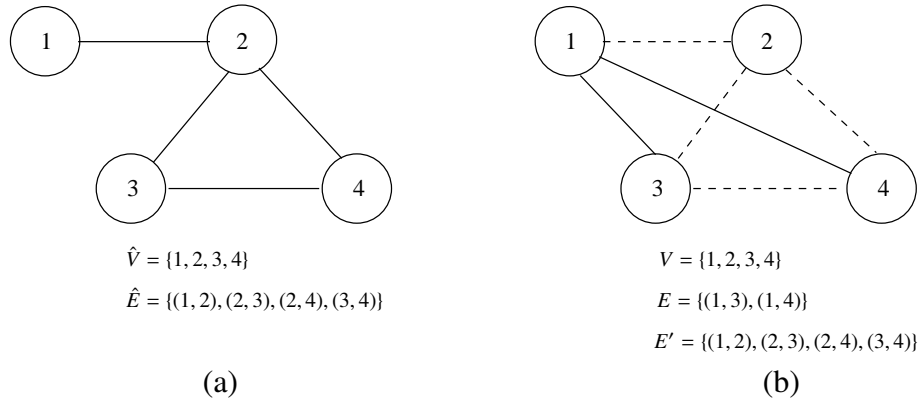 1 2 1 2
3 4 3 4
V̂ = {1, 2, 3, 4} V = {1, 2, 3, 4}
Ê = {(1, 2), (2, 3), (2, 4), (3, 4)} E = {(1, 3), (1, 4)}
E′ = {(1, 2), (2, 3), (2, 4), (3, 4)}
(a) (b)